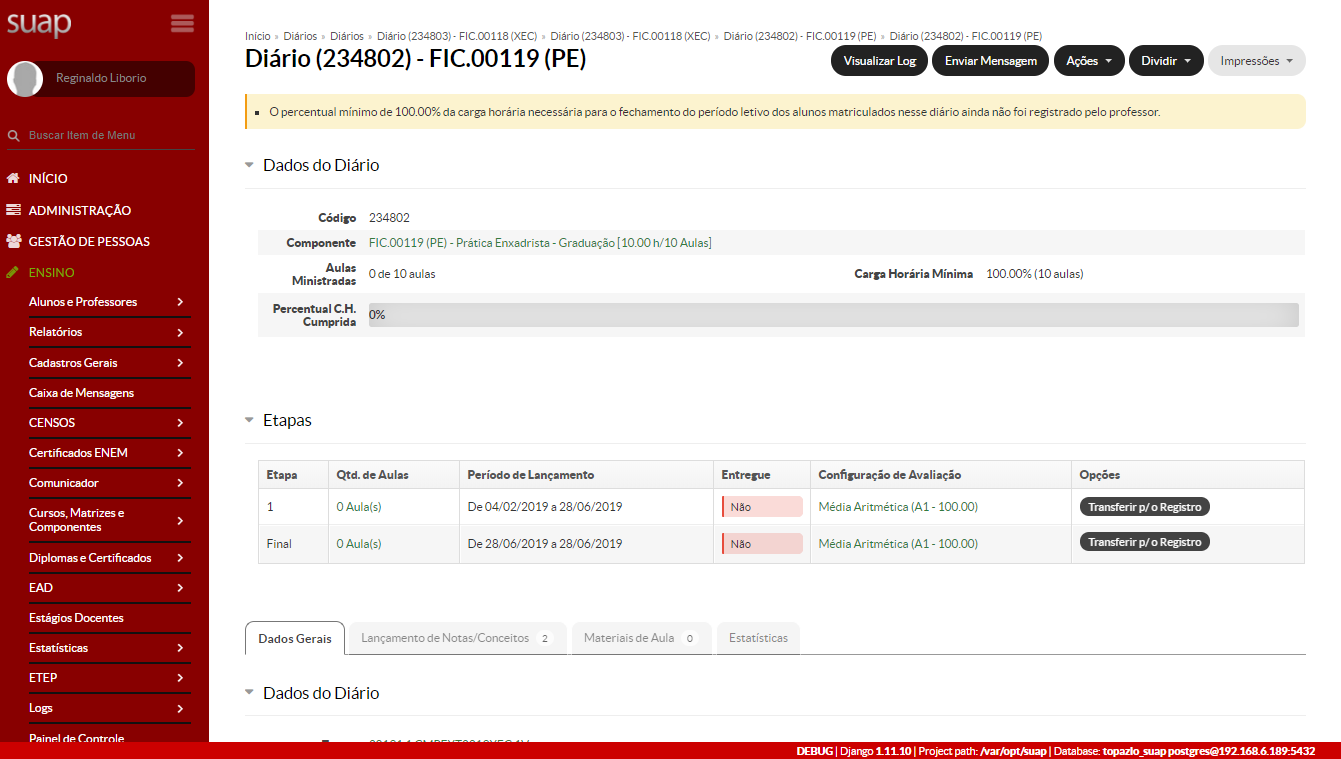 suap
Reginaldo Liborio
Buscar Item de Menu
INÍCIO
ADMINISTRAÇÃO
GESTÃO DE PESSOAS
ENSINO
Alunos e Professores
Relatórios
Cadastros Gerais
Caixa de Mensagens
CENSOS
Certificados ENEM
Comunicador
Cursos, Matrizes e
Componentes
Diplomas e Certificados
EAD
Estágios Docentes
Estatísticas
ETEP
Logs
Painel de Controle
Início » Diários » Diários » Diário (234803) - FIC.00118 (XEC) » Diário (234803) - FIC.00118 (XEC) » Diário (234802) - FIC.00119 (PE) » Diário (234802) - FIC.00119 (PE)
Diário (234802) - FIC.00119 (PE)
Visualizar Log Enviar Mensagem Ações Dividir Impressões
O percentual mínimo de 100.00% da carga horária necessária para o fechamento do período letivo dos alunos matriculados nesse diário ainda não foi registrado pelo professor.
Dados do Diário
Código 234802
Componente FIC.00119 (PE) - Prática Enxadrista - Graduação [10.00 h/10 Aulas]
Aulas
Ministradas 0 de 10 aulas Carga Horária Mínima 100.00% (10 aulas)
Percentual C.H.
Cumprida 0%
Etapas
Etapa Qtd. de Aulas Período de Lançamento Entregue Configuração de Avaliação Opções
1 0 Aula(s) De 04/02/2019 a 28/06/2019 Não Média Aritmética (A1 - 100.00) Transferir p/ o Registro
Final 0 Aula(s) De 28/06/2019 a 28/06/2019 Não Média Aritmética (A1 - 100.00) Transferir p/ o Registro
Dados Gerais Lançamento de Notas/Conceitos 2 Materiais de Aula 0 Estatísticas
Dados do Diário
DEBUG | Django 1.11.10 | Project path: /var/opt/suap | Database: topazio_suap postgres@192.168.6.189:5432